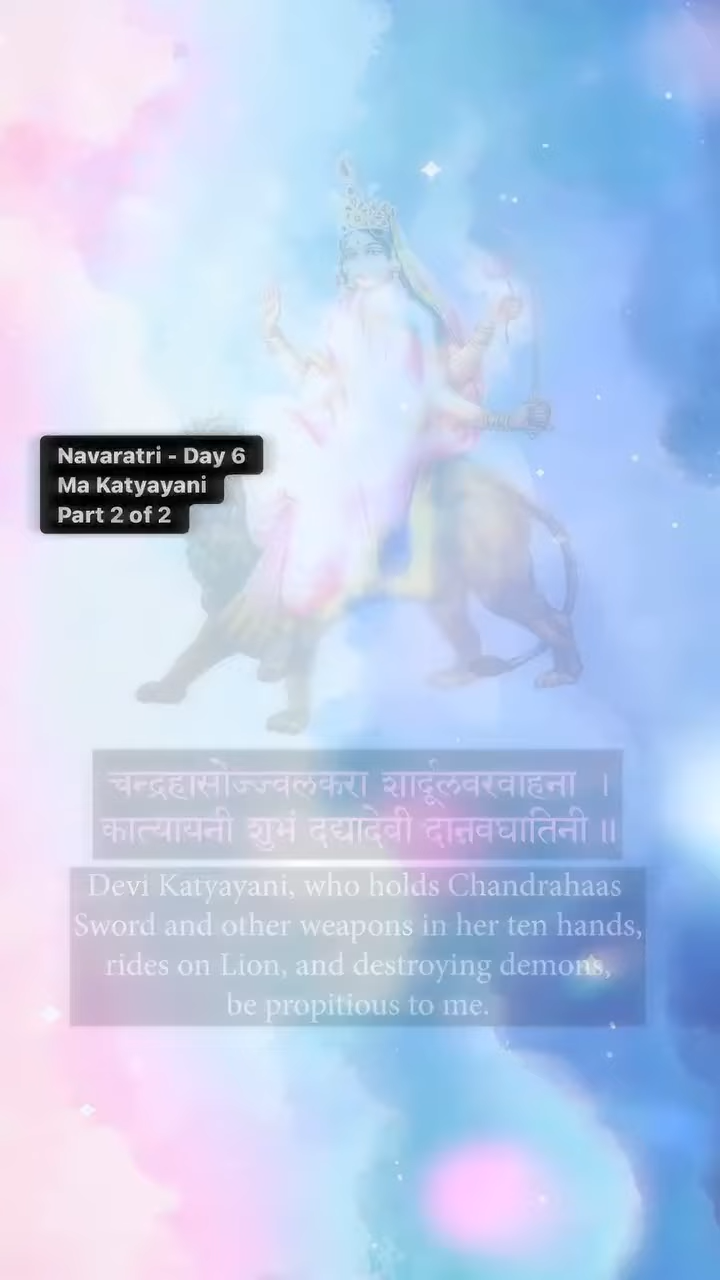 Navaratri - Day 6
Ma Katyayani
Part 2 of 2
चन्द्रहासोज्ज्वलकरा शार्दूलवरवाहना ।
कात्यायनी शुभं दद्यादेवी दानवघातिनी ॥
Devi Katyayani, who holds Chandrahaas
Sword and other weapons in her ten hands,
rides on Lion, and destroying demons,
be propitious to me.